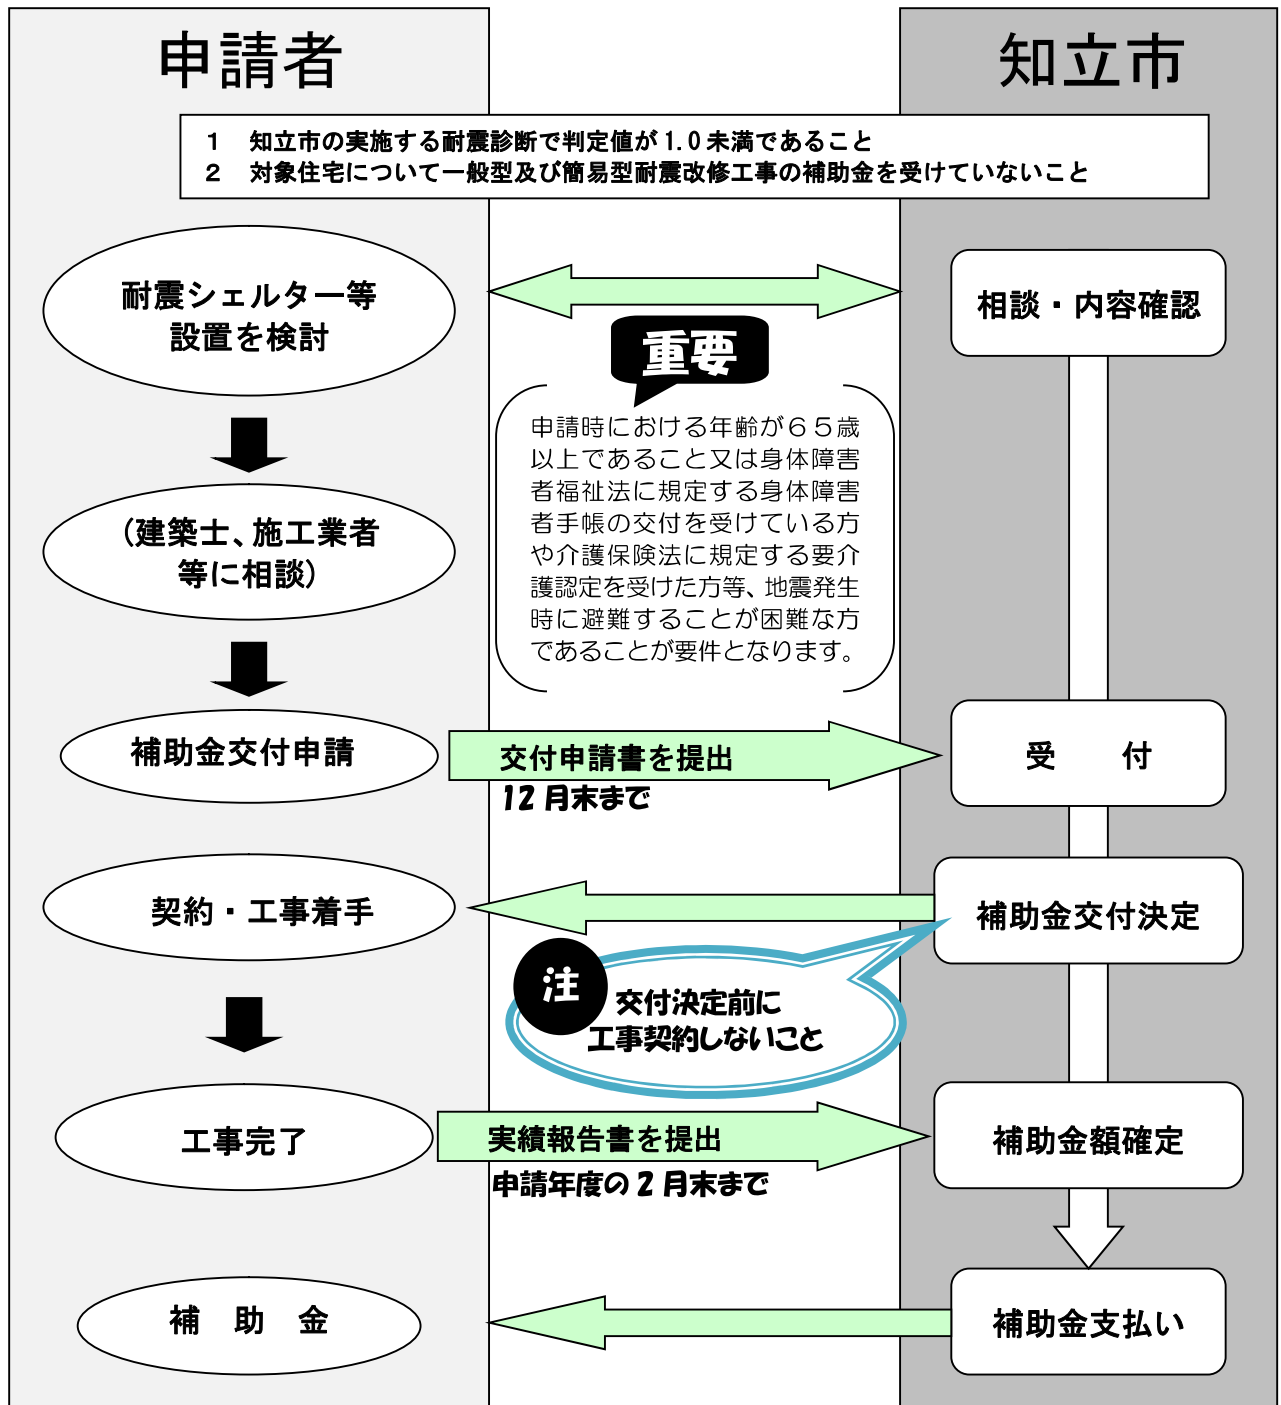 申請者
知立市
１　知立市の実施する耐震診断で判定値が1.0未満であること
２　対象住宅について一般型及び簡易型耐震改修工事の補助金を受けていないこと
耐震シェルター等
設置を検討
相談・内容確認
重要
申請時における年齢が６５歳
以上であること又は身体障害
者福祉法に規定する身体障害
者手帳の交付を受けている方
や介護保険法に規定する要介
護認定を受けた方等、地震発生
時に避難することが困難な方
であることが要件となります。
（建築士、施工業者
等に相談）
補助金交付申請
交付申請書を提出
12月末まで
受　　付
契約・工事着手
補助金交付決定
注
交付決定前に
工事契約しないこと
工事完了
実績報告書を提出
申請年度の2月末まで
補助金額確定
補　助　金
補助金支払い